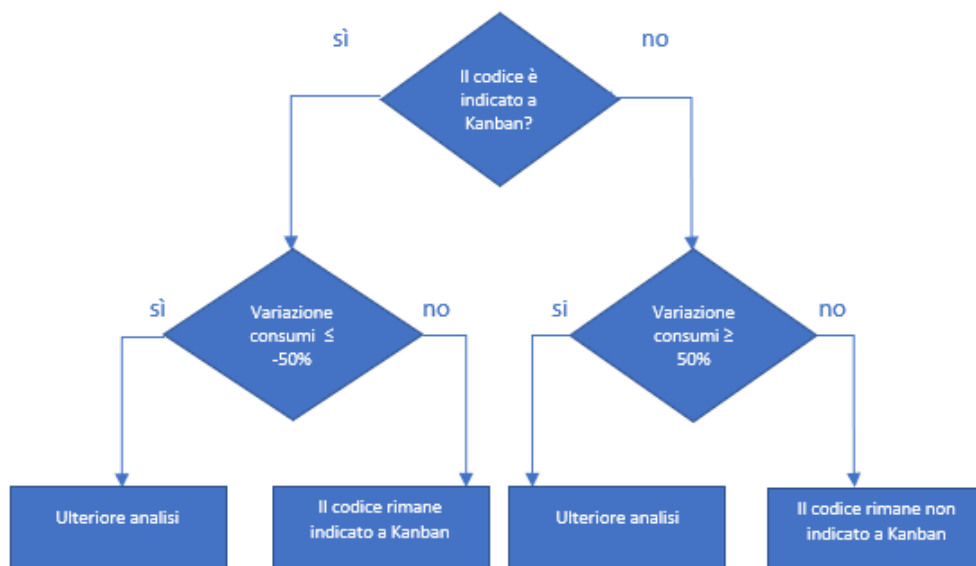 sì
no
Il codice è
indicato a
Kanban?
sì
Variazione
consumi ≤
-50%
no
si
Variazione
consumi ≥
50%
no
Ulteriore analisi
Il codice rimane
indicato a Kanban
Ulteriore analisi
Il codice rimane non
indicato a Kanban